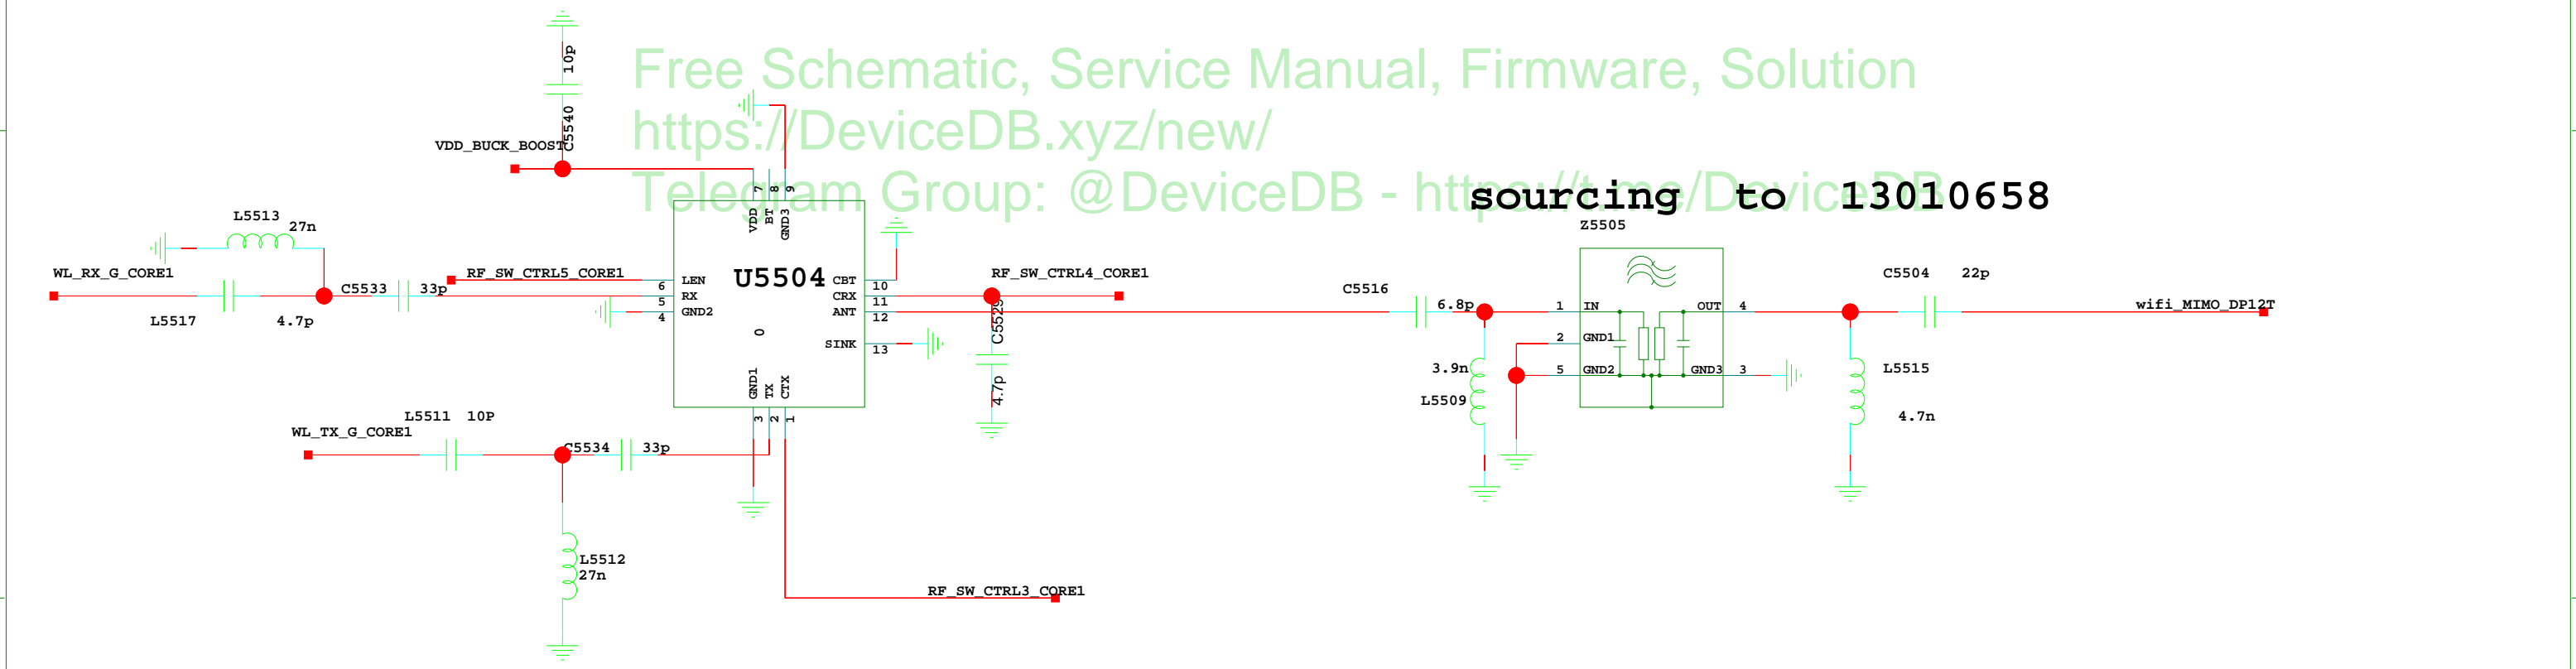 10p
C5540
Free Schematic, Service Manual, Firmware, Solution
https://DeviceDB.xyz/new/
Telegram Group: @DeviceDB - https://t.me/DeviceDB
VDD_BUCK_BOOST
sourcing to 13010658
7 8 9
VDD BT GND3
L5513
27n
WL_RX_G_CORE1
L5517 4.7p
C5533 33p
RF_SW_CTRL5_CORE1
6 LEN
5 RX
4 GND2
U5504
0
CBT 10
CRX 11
ANT 12
SINK 13
GND1 TX CTX
3 2 1
RF_SW_CTRL4_CORE1
C5529
4.7p
C5516
6.8p
3.9n
L5509
Z5505
1 IN
OUT 4
2 GND1
5 GND2
GND3 3
C5504 22p
wifi_MIMO_DP12T
L5515
4.7n
L5511 10P
WL_TX_G_CORE1
C5534 33p
L5512
27n
RF_SW_CTRL3_CORE1